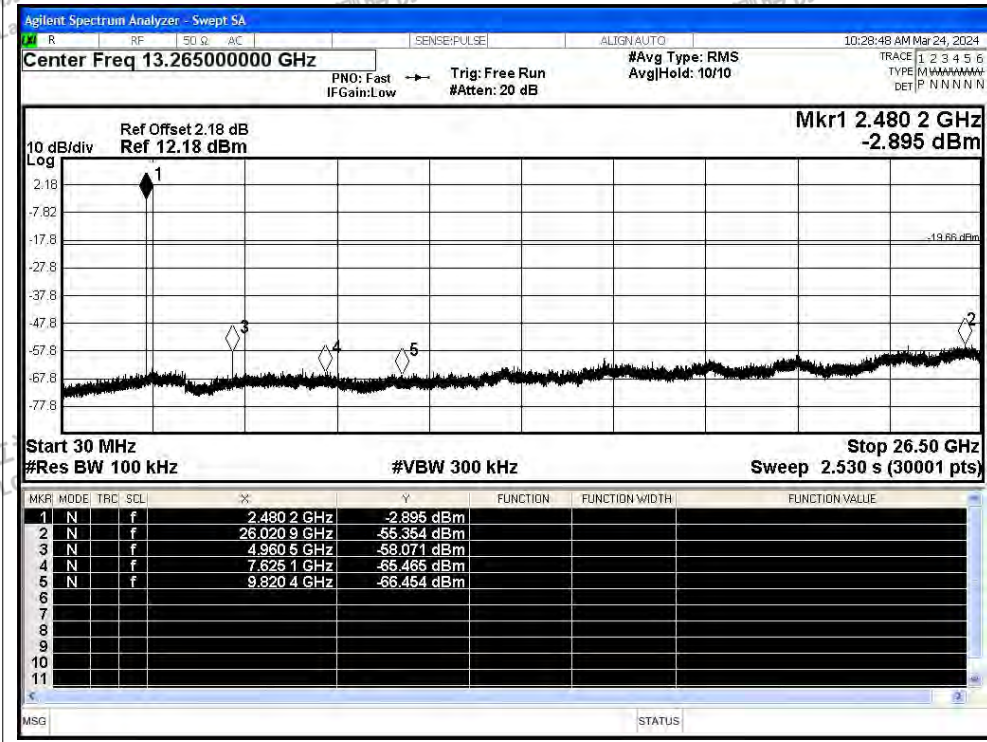 Agilent Spectrum Analyzer - Swept SA
R RF 50 Ω AC SENSE:PULSE ALIGN AUTO 10:28:48 AM Mar 24, 2024
Center Freq 13.265000000 GHz #Avg Type: RMS TRACE 1 2 3 4 5 6
PNO: Fast Trig: Free Run Avg|Hold: 10/10 TYPE M WWWWW
IFGain:Low #Atten: 20 dB DET P N N N N N
Mkr1 2.480 2 GHz
Ref Offset 2.18 dB
10 dB/div Ref 12.18 dBm -2.895 dBm
Log
1
2.18
-7.82
-17.8
-19.66 dBm
-27.8
-37.8
-47.8
2
3
4
5
-57.8
-67.8
-77.8
Start 30 MHz Stop 26.50 GHz
#Res BW 100 kHz #VBW 300 kHz Sweep 2.530 s (30001 pts)
MKR MODE TRC SCL X Y FUNCTION FUNCTION WIDTH FUNCTION VALUE
1 N f 2.480 2 GHz -2.895 dBm
2 N f 26.020 9 GHz -55.354 dBm
3 N f 4.960 5 GHz -58.071 dBm
4 N f 7.625 1 GHz -65.465 dBm
5 N f 9.820 4 GHz -66.454 dBm
6
7
8
9
10
11
MSG STATUS